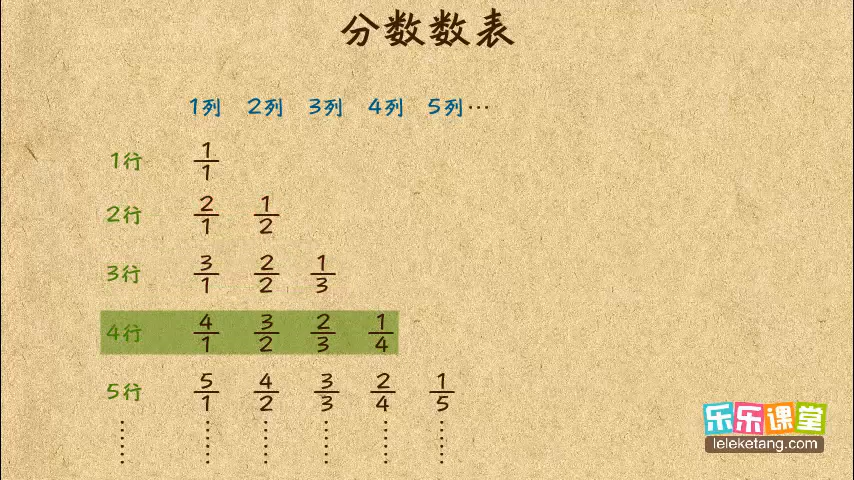 分数数表
1列 2列 3列 4列 5列 …
1行 1/1
2行 2/1 1/2
3行 3/1 2/2 1/3
4行 4/1 3/2 2/3 1/4
5行 5/1 4/2 3/3 2/4 1/5
乐乐课堂
leleketang.com